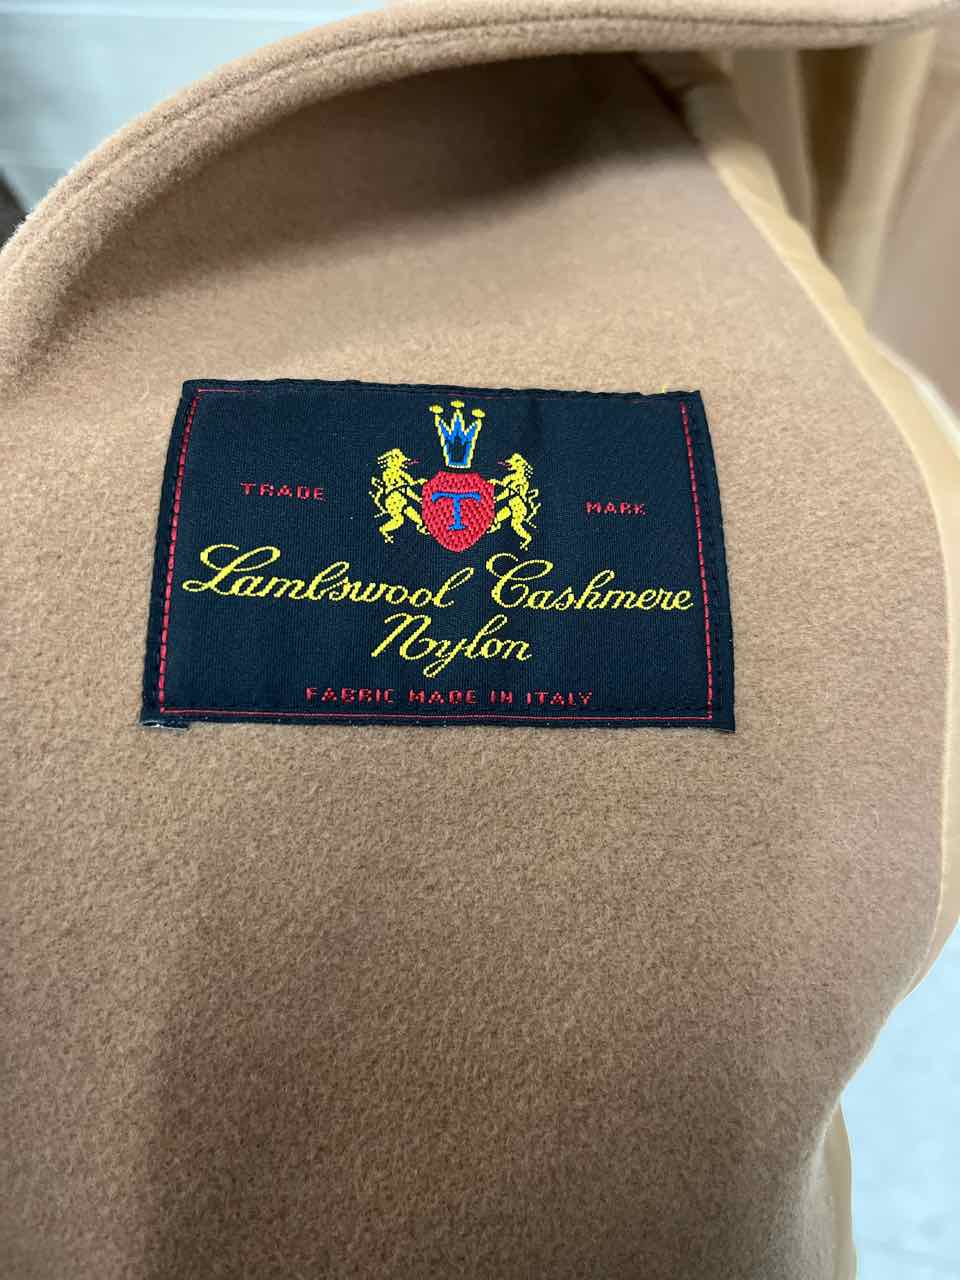 T
TRADE MARK
Lambswool Cashmere
Nylon
FABRIC MADE IN ITALY